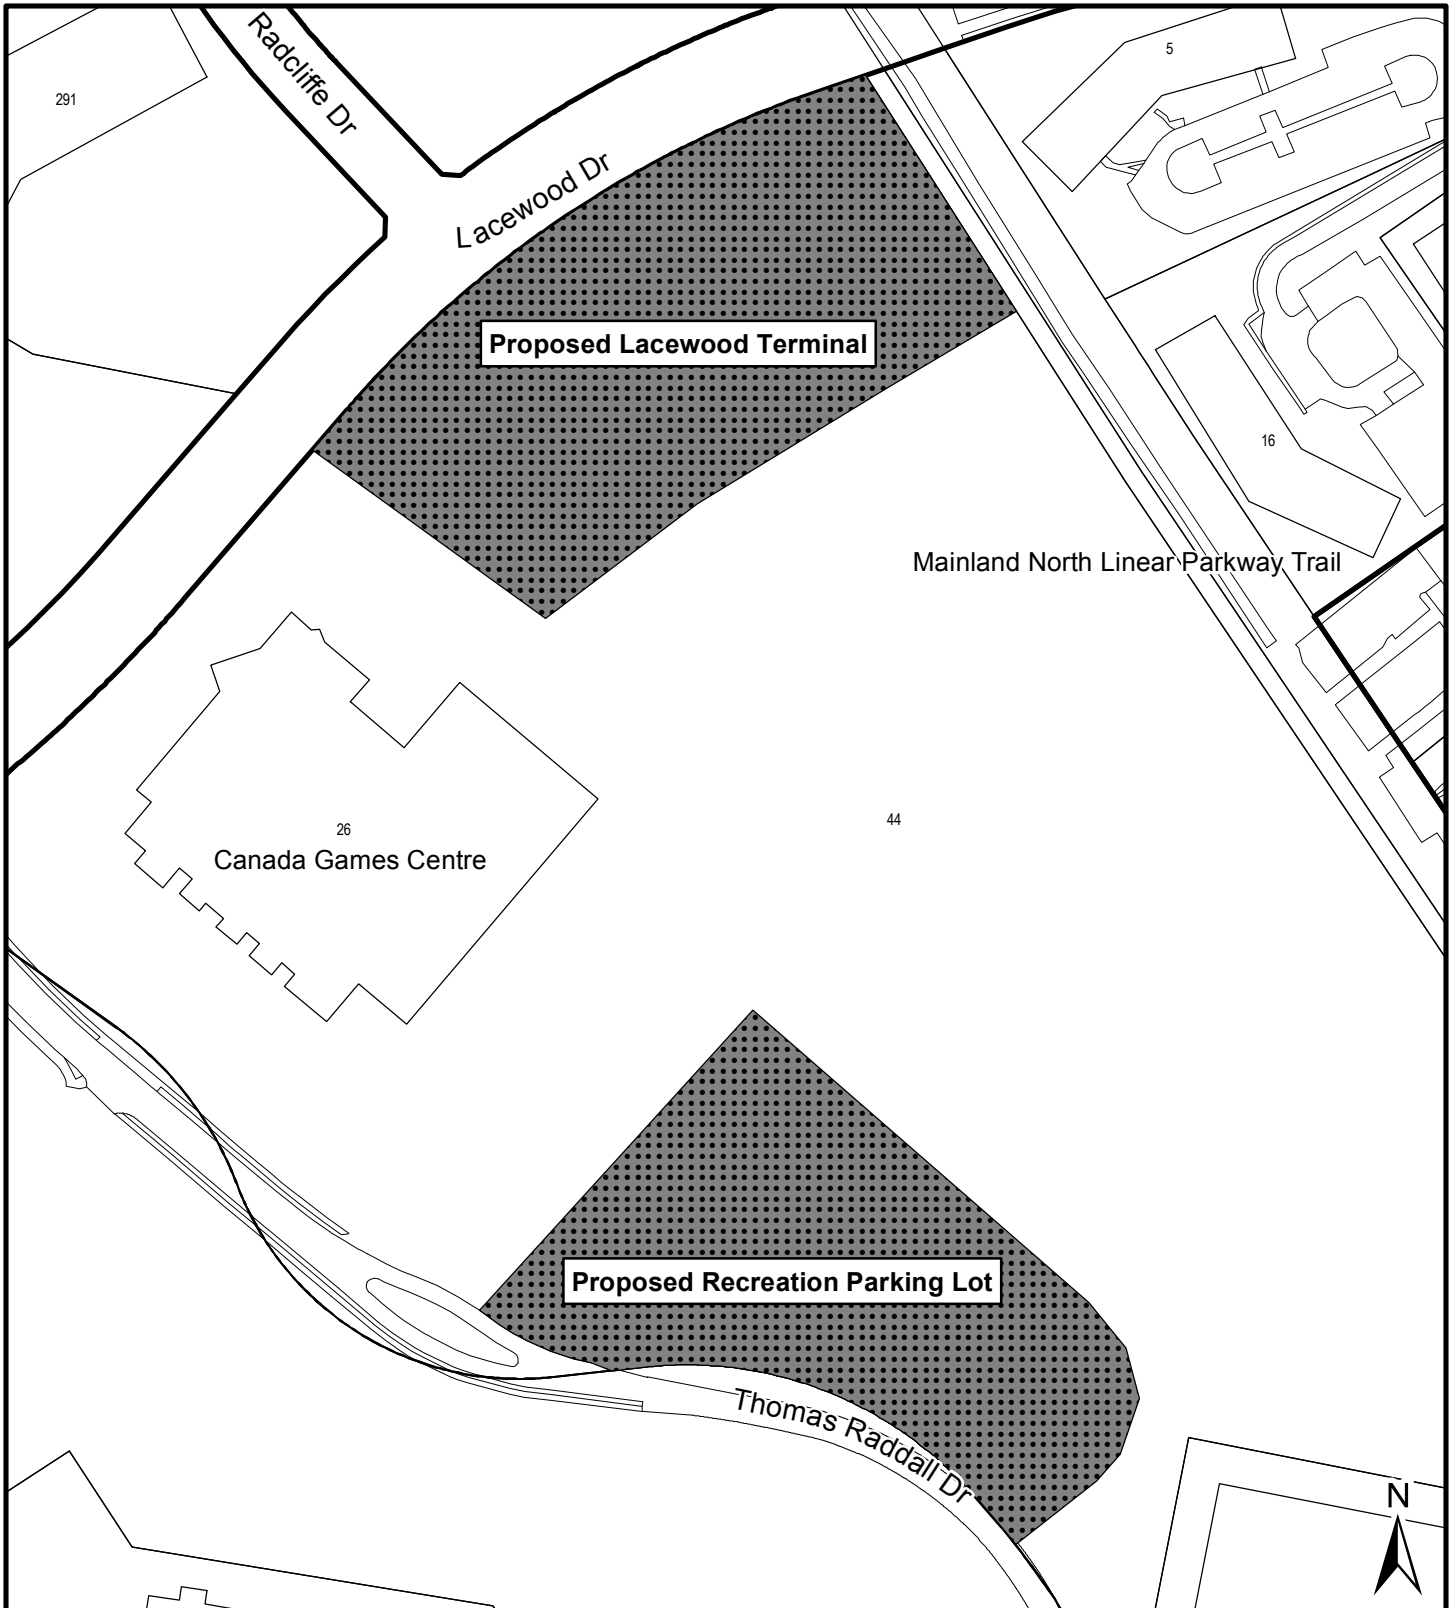 Radcliffe Dr
5
291
Lacewood Dr
Proposed Lacewood Terminal
16
Mainland North Linear Parkway Trail
44
26
Canada Games Centre
Proposed Recreation Parking Lot
Thomas Raddall Dr
N